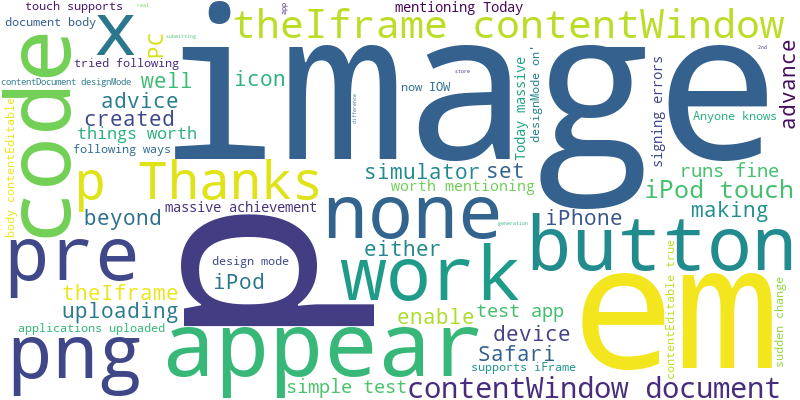 touch supports
real
app
mentioning Today
document body
x
PC
submitting
image
theIframe contentWindow
2nd
advance
code
tried following
contentDocument designMode
well
icon
now IOW
store
Today massive
designMode on'
signing errors
advice
created
difference
Anyone knows
things worth
following ways
body contentEditable
p Thanks
simulator
set
runs fine
worth mentioning
iPod touch
beyond
massive achievement
none
iPhone
making
generation
pre
p
design mode
iPod
either
button
work
theIframe
uploading
em
contentEditable true
sudden change
enable
test app
applications uploaded
png
appear
device
Safari
supports iFrame
simple test
contentWindow document